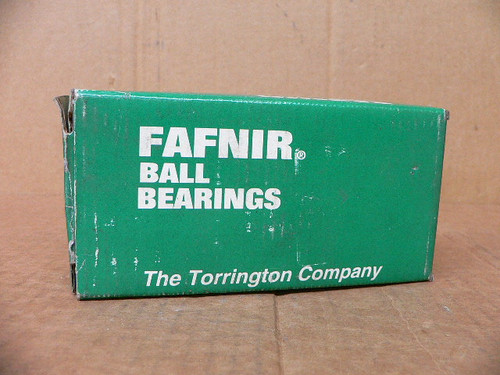 FAFNIR®
BALL
BEARINGS
The Torrington Company